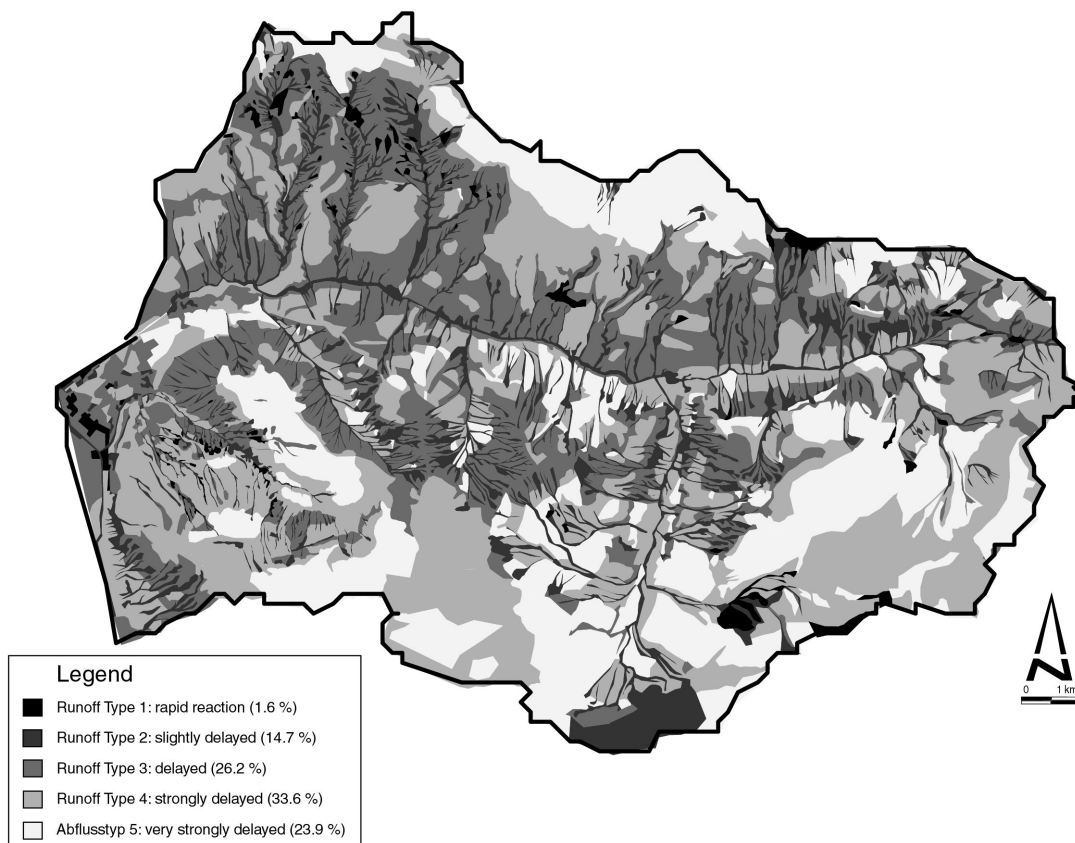 Legend
Runoff Type 1: rapid reaction (1.6 %)
Runoff Type 2: slightly delayed (14.7 %)
Runoff Type 3: delayed (26.2 %)
Runoff Type 4: strongly delayed (33.6 %)
Abflusstyp 5: very strongly delayed (23.9 %)
N
0 1 km